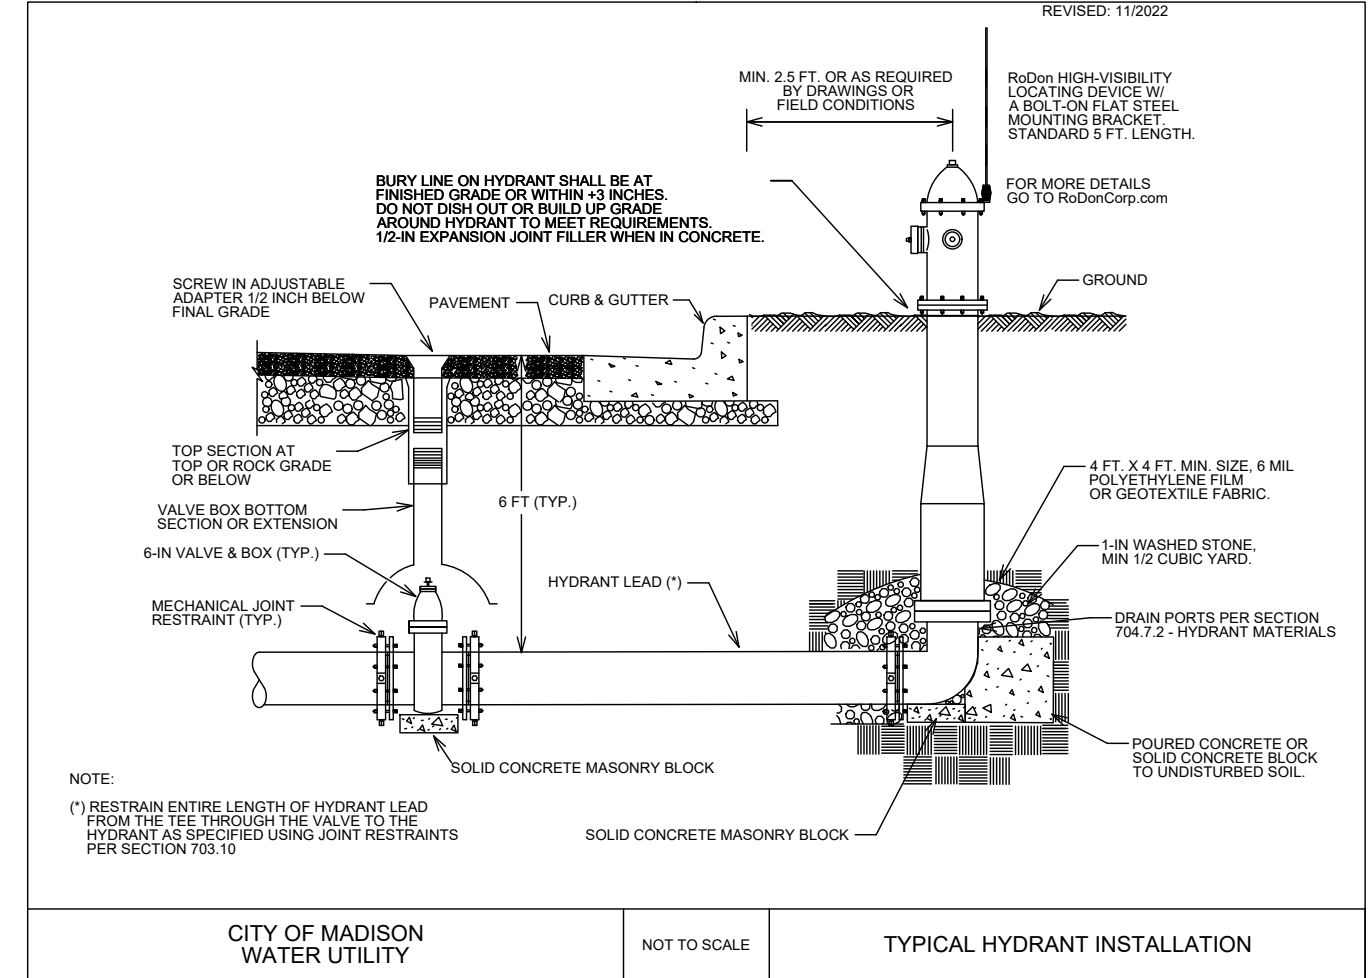 REVISED: 11/2022
MIN. 2.5 FT. OR AS REQUIRED
BY DRAWINGS OR
FIELD CONDITIONS
RoDon HIGH-VISIBILITY
LOCATING DEVICE W/
A BOLT-ON FLAT STEEL
MOUNTING BRACKET.
STANDARD 5 FT. LENGTH.
FOR MORE DETAILS
GO TO RoDonCorp.com
BURY LINE ON HYDRANT SHALL BE AT
FINISHED GRADE OR WITHIN +3 INCHES.
DO NOT DISH OUT OR BUILD UP GRADE
AROUND HYDRANT TO MEET REQUIREMENTS.
1/2-IN EXPANSION JOINT FILLER WHEN IN CONCRETE.
SCREW IN ADJUSTABLE
ADAPTER 1/2 INCH BELOW
FINAL GRADE
PAVEMENT
CURB & GUTTER
GROUND
TOP SECTION AT
TOP OR ROCK GRADE
OR BELOW
VALVE BOX BOTTOM
SECTION OR EXTENSION
6-IN VALVE & BOX (TYP.)
MECHANICAL JOINT
RESTRAINT (TYP.)
6 FT (TYP.)
HYDRANT LEAD (*)
4 FT. X 4 FT. MIN. SIZE, 6 MIL
POLYETHYLENE FILM
OR GEOTEXTILE FABRIC.
1-IN WASHED STONE,
MIN 1/2 CUBIC YARD.
DRAIN PORTS PER SECTION
704.7.2 - HYDRANT MATERIALS
POURED CONCRETE OR
SOLID CONCRETE BLOCK
TO UNDISTURBED SOIL.
SOLID CONCRETE MASONRY BLOCK
SOLID CONCRETE MASONRY BLOCK
NOTE:
(*) RESTRAIN ENTIRE LENGTH OF HYDRANT LEAD
FROM THE TEE THROUGH THE VALVE TO THE
HYDRANT AS SPECIFIED USING JOINT RESTRAINTS
PER SECTION 703.10
CITY OF MADISON
WATER UTILITY
NOT TO SCALE
TYPICAL HYDRANT INSTALLATION